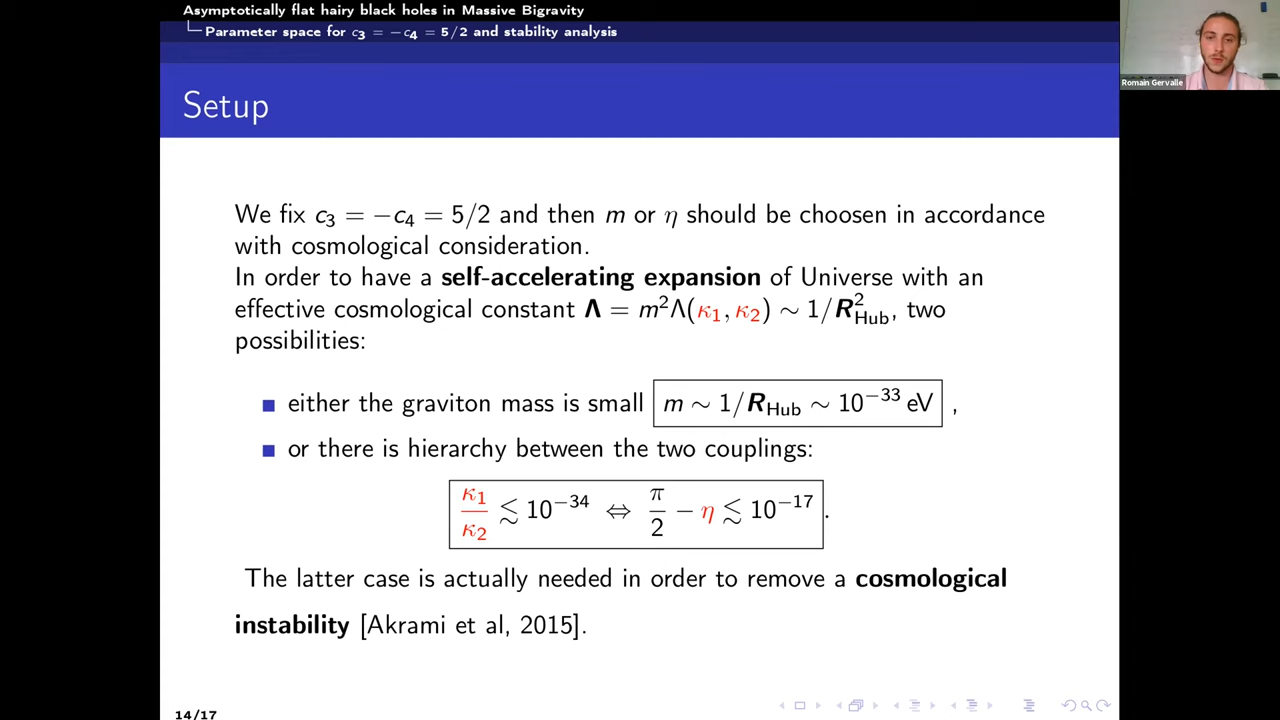 Asymptotically flat hairy black holes in Massive Bigravity
Parameter space for c₃ = −c₄ = 5/2 and stability analysis
Romain Gervalle
Setup
We fix c₃ = −c₄ = 5/2 and then m or η should be choosen in accordance
with cosmological consideration.
In order to have a self-accelerating expansion of Universe with an
effective cosmological constant Λ = m²Λ(κ₁, κ₂) ∼ 1/R²_Hub, two
possibilities:
■ either the graviton mass is small m ∼ 1/R_Hub ∼ 10⁻³³ eV ,
■ or there is hierarchy between the two couplings:
κ₁/κ₂ ≲ 10⁻³⁴ ⇔ π/2 − η ≲ 10⁻¹⁷.
The latter case is actually needed in order to remove a cosmological
instability [Akrami et al, 2015].
14/17